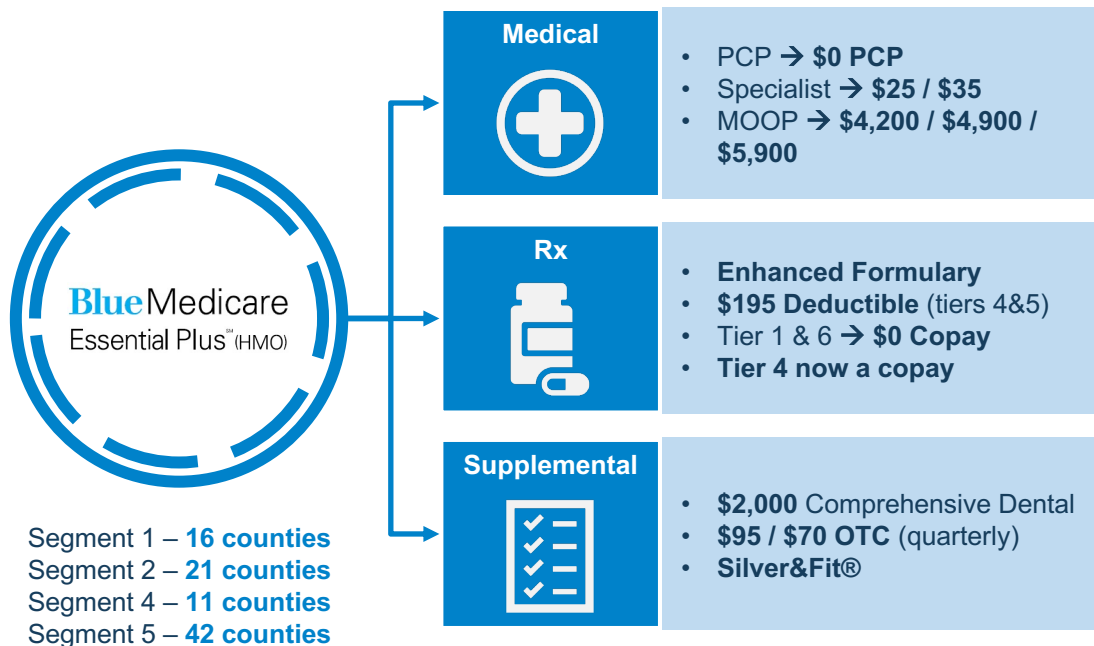 BlueMedicare
Essential Plus℠ (HMO)
Segment 1 – 16 counties
Segment 2 – 21 counties
Segment 4 – 11 counties
Segment 5 – 42 counties
Medical
• PCP → $0 PCP
• Specialist → $25 / $35
• MOOP → $4,200 / $4,900 /
$5,900
Rx
• Enhanced Formulary
• $195 Deductible (tiers 4&5)
• Tier 1 & 6 → $0 Copay
• Tier 4 now a copay
Supplemental
• $2,000 Comprehensive Dental
• $95 / $70 OTC (quarterly)
• Silver&Fit®